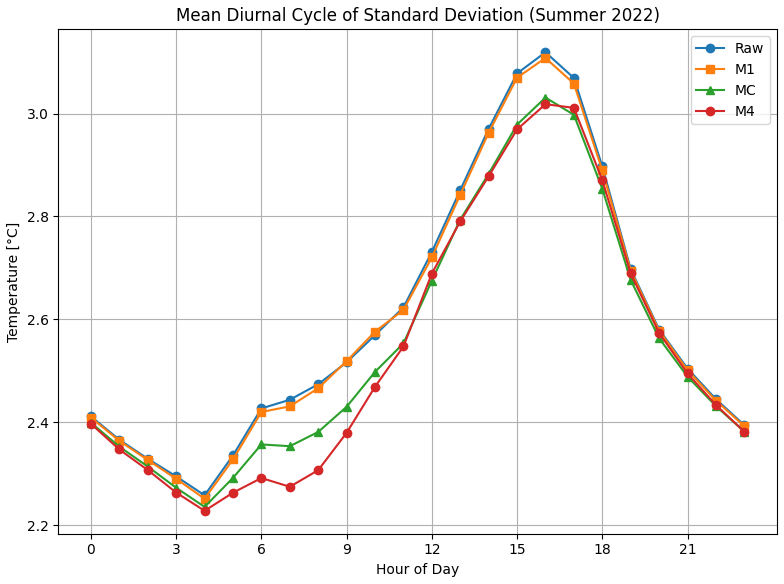 Mean Diurnal Cycle of Standard Deviation (Summer 2022)
Raw
M1
MC
M4
Temperature [°C]
3.0
2.8
2.6
2.4
2.2
0 3 6 9 12 15 18 21
Hour of Day